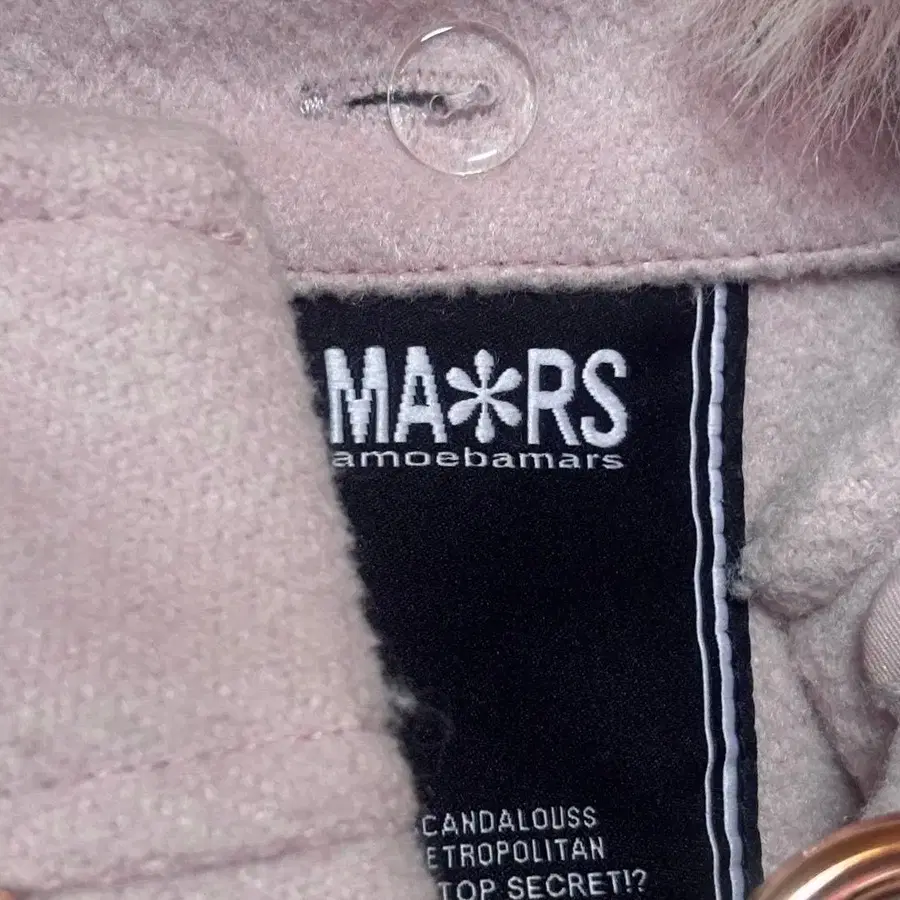 MA*RS
amoebamars
CANDALOUSS
ETROPOLITAN
TOP SECRET!?